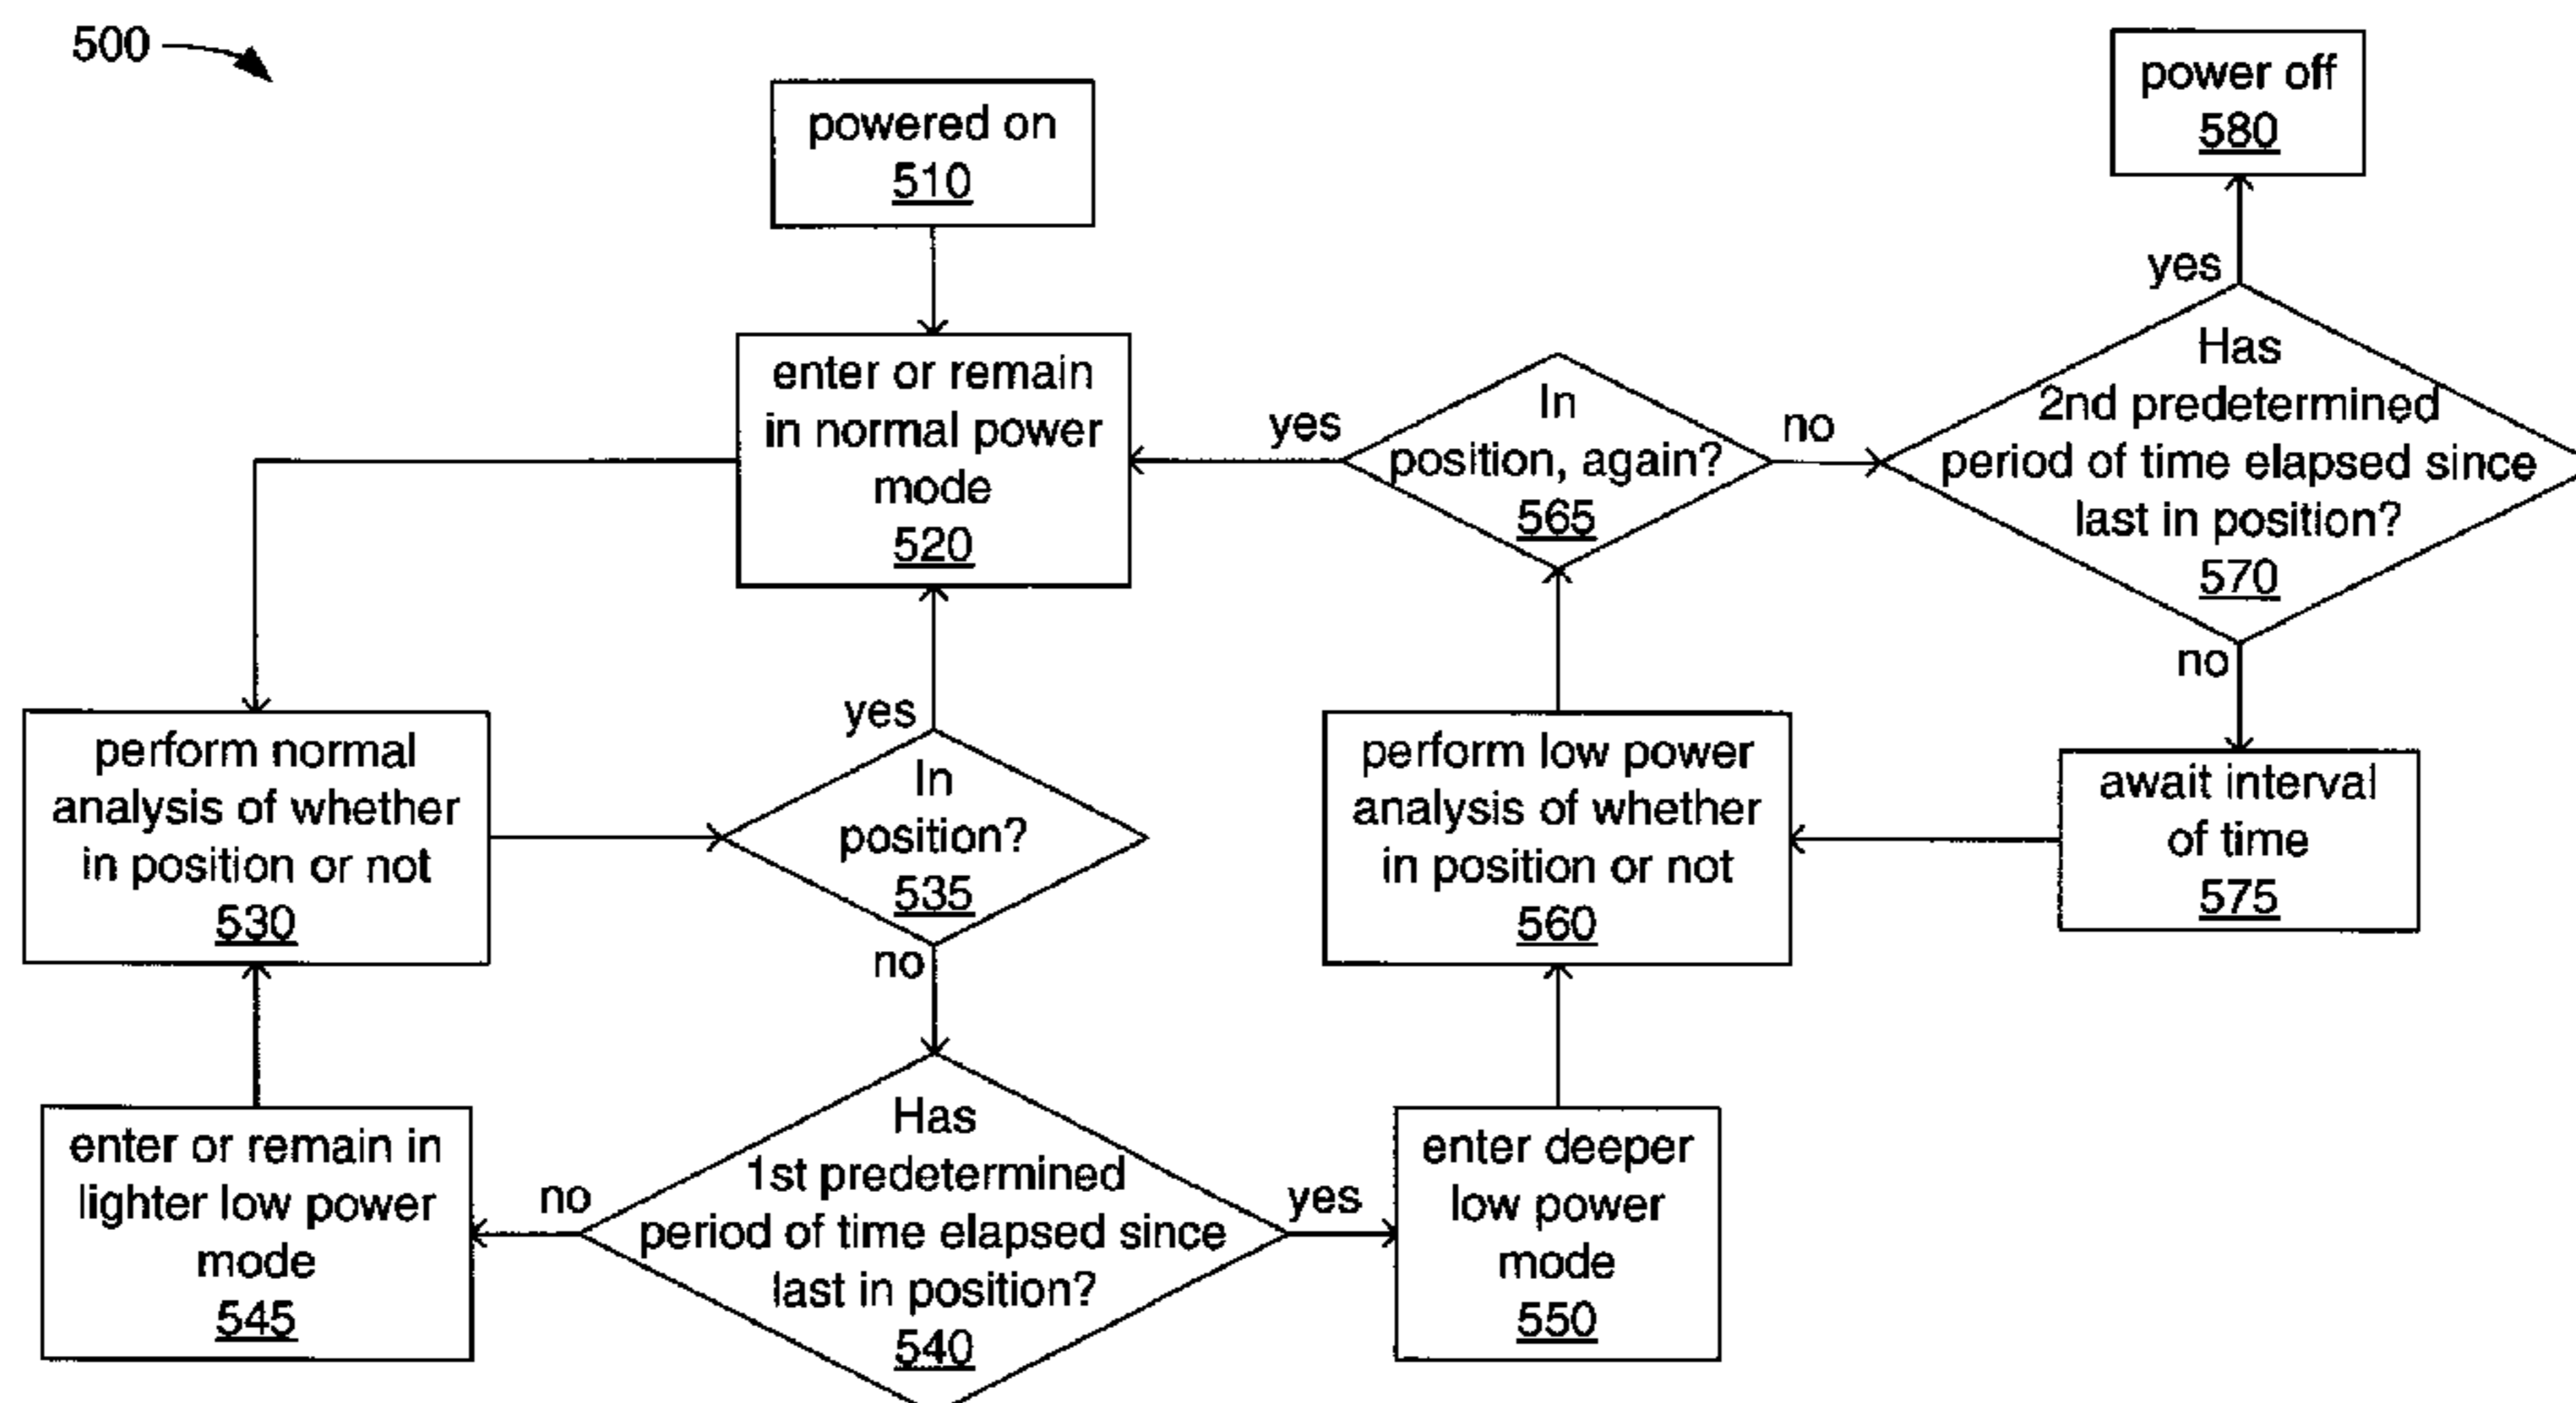 500
powered on
510
enter or remain
in normal power
mode
520
perform normal
analysis of whether
in position or not
530
In
position?
535
yes
no
Has
1st predetermined
period of time elapsed since
last in position?
540
no
yes
enter or remain in
lighter low power
mode
545
enter deeper
low power
mode
550
perform low power
analysis of whether
in position or not
560
In
position, again?
565
yes
no
Has
2nd predetermined
period of time elapsed since
last in position?
570
yes
no
await interval
of time
575
power off
580